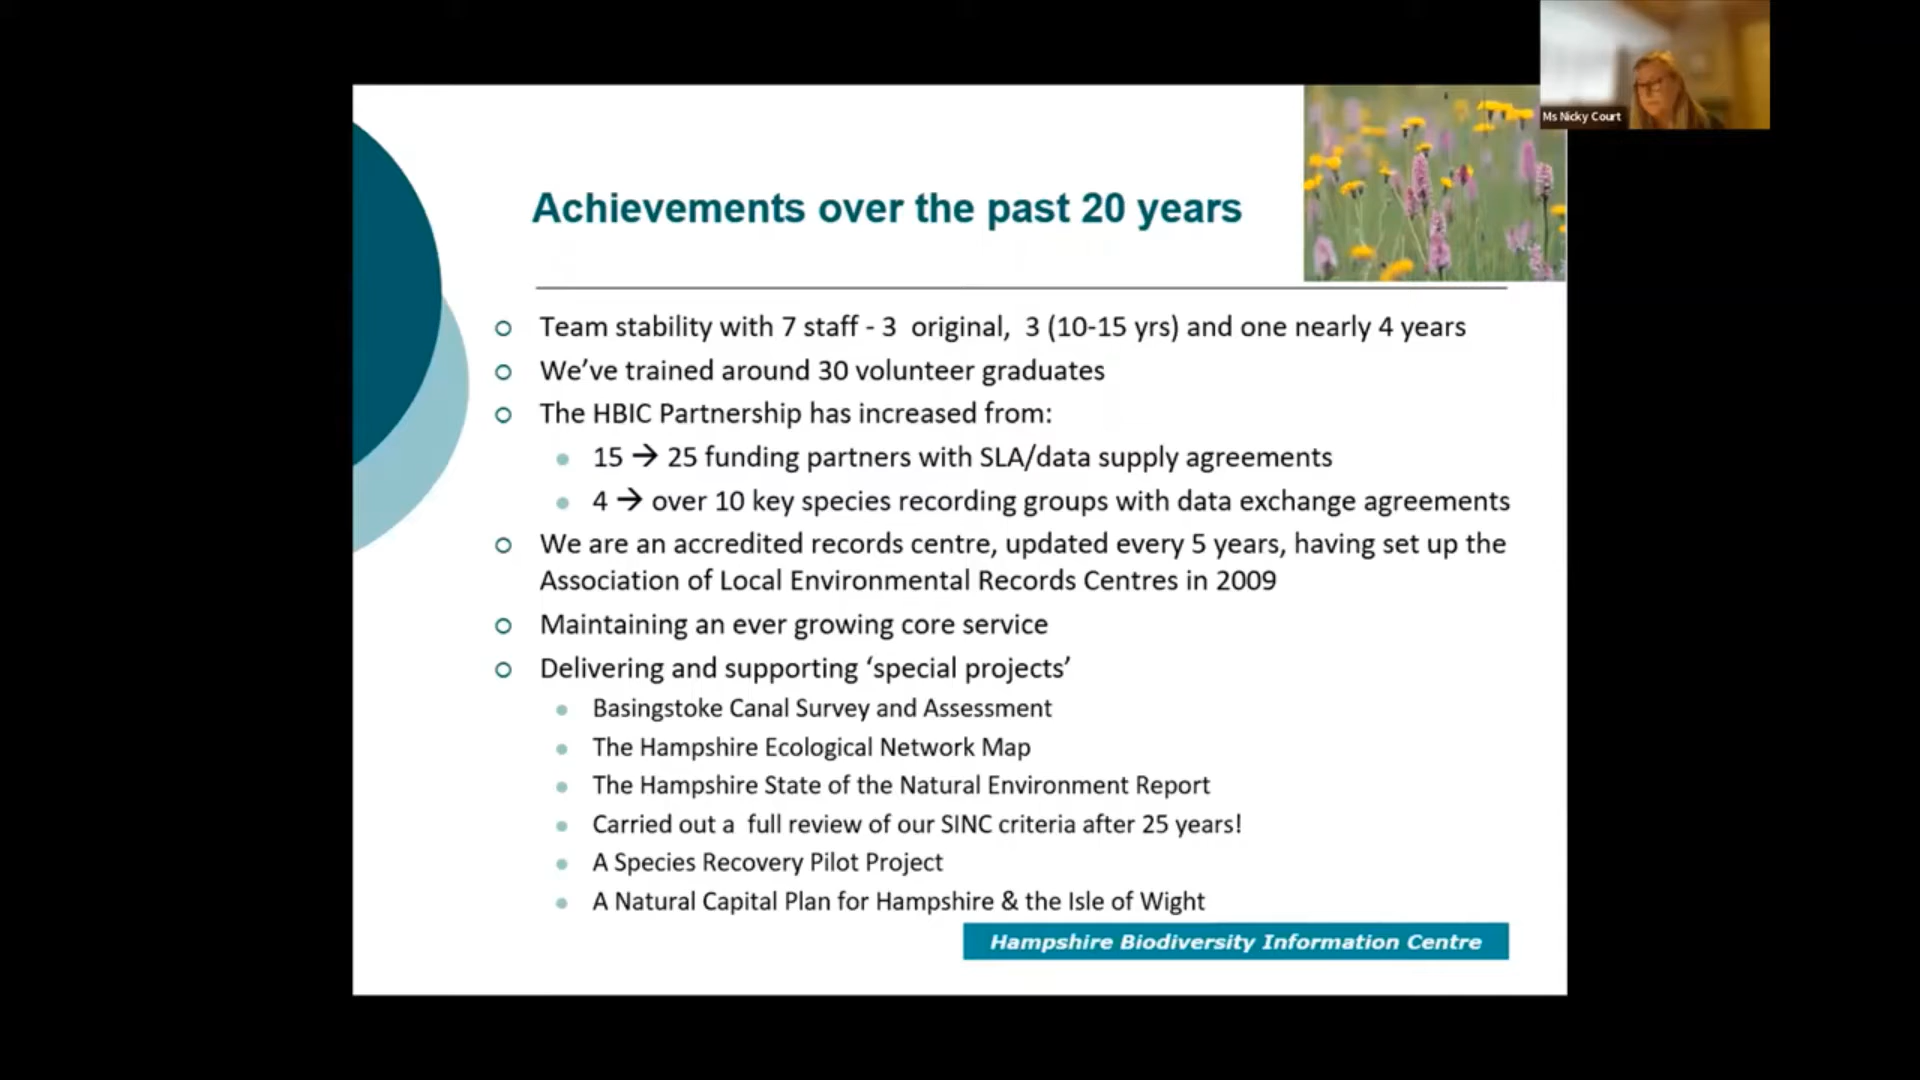 Ms Nicky Court
Achievements over the past 20 years
Team stability with 7 staff - 3 original, 3 (10-15 yrs) and one nearly 4 years
We’ve trained around 30 volunteer graduates
The HBIC Partnership has increased from:
15 → 25 funding partners with SLA/data supply agreements
4 → over 10 key species recording groups with data exchange agreements
We are an accredited records centre, updated every 5 years, having set up the
Association of Local Environmental Records Centres in 2009
Maintaining an ever growing core service
Delivering and supporting ‘special projects’
Basingstoke Canal Survey and Assessment
The Hampshire Ecological Network Map
The Hampshire State of the Natural Environment Report
Carried out a full review of our SINC criteria after 25 years!
A Species Recovery Pilot Project
A Natural Capital Plan for Hampshire & the Isle of Wight
Hampshire Biodiversity Information Centre